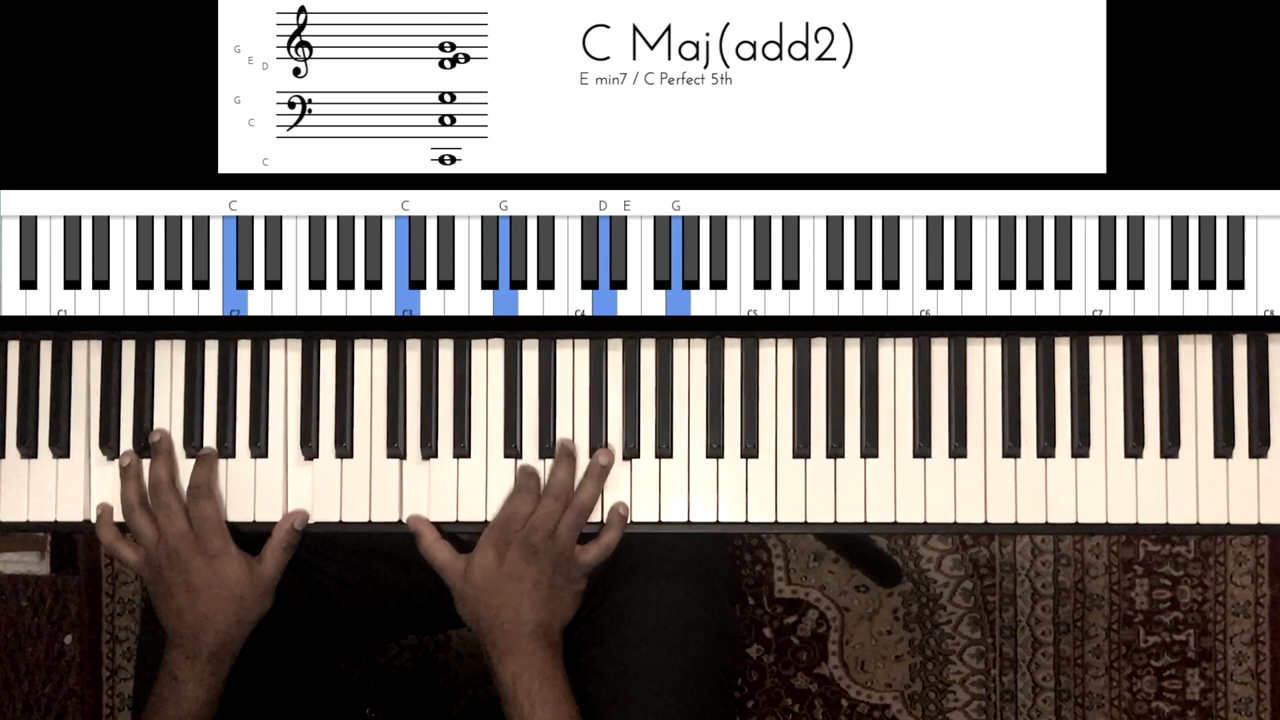 C Maj(add2)
E min7 / C Perfect 5th
G
E D
G
C
C
C C G D E G
C1 C2 C3 C4 C5 C6 C7 C8